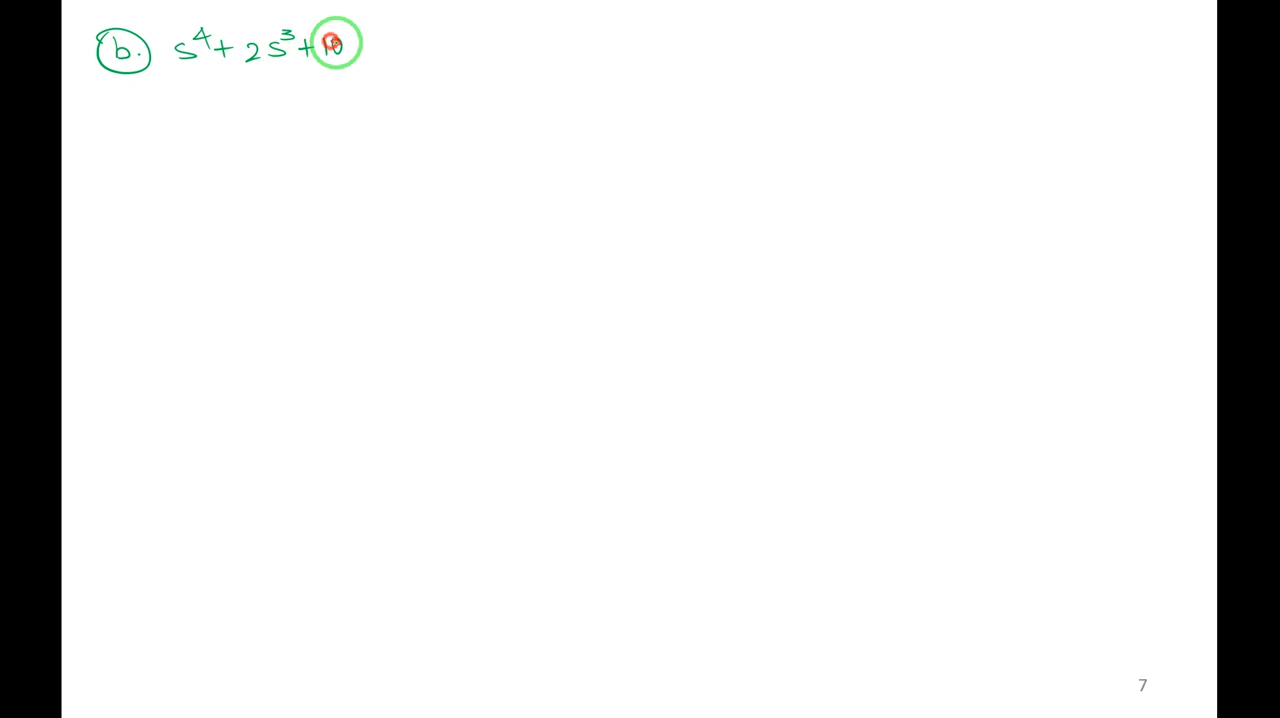 b. s⁴ + 2s³ + 10
7